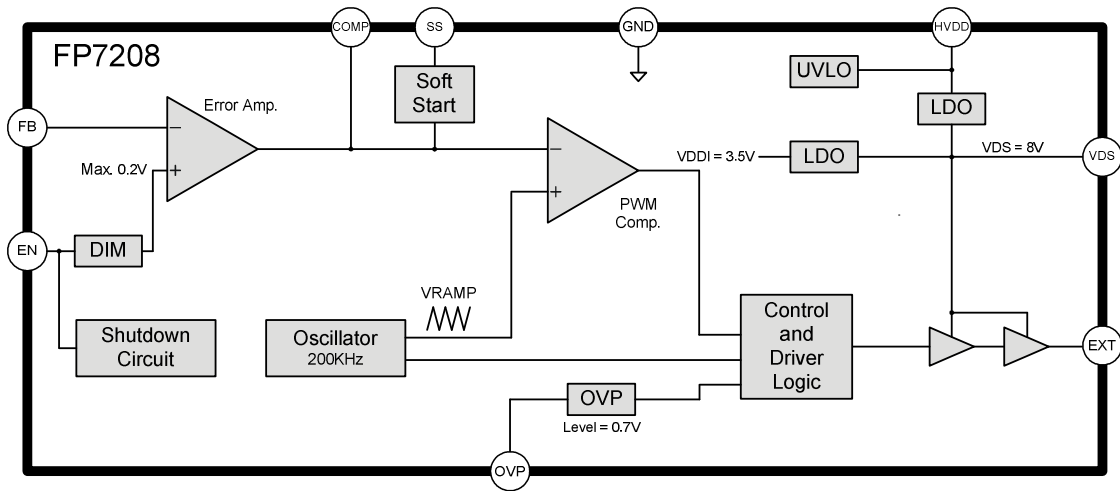 COMP
SS
GND
HVDD
FP7208
Soft
Start
UVLO
LDO
Error Amp.
FB
−
+
Max. 0.2V
−
+
PWM
Comp.
VDDI = 3.5V
LDO
VDS = 8V
VDS
EN
DIM
VRAMP
Shutdown
Circuit
Oscillator
200KHz
Control
and
Driver
Logic
EXT
OVP
Level = 0.7V
OVP